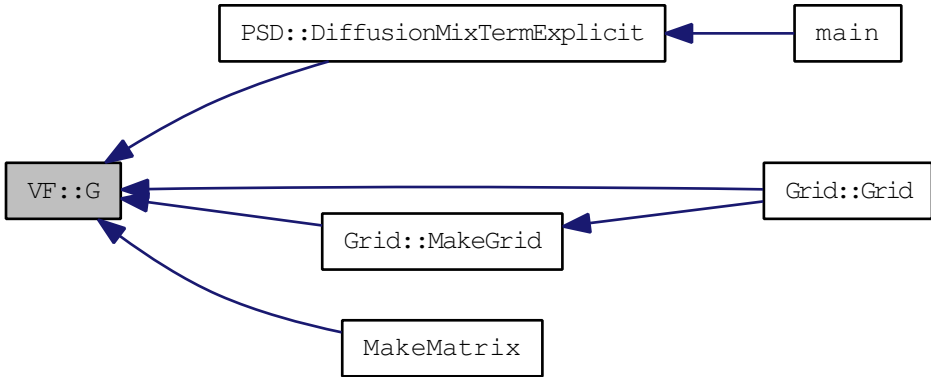 PSD::DiffusionMixTermExplicit
main
VF::G
Grid::Grid
Grid::MakeGrid
MakeMatrix